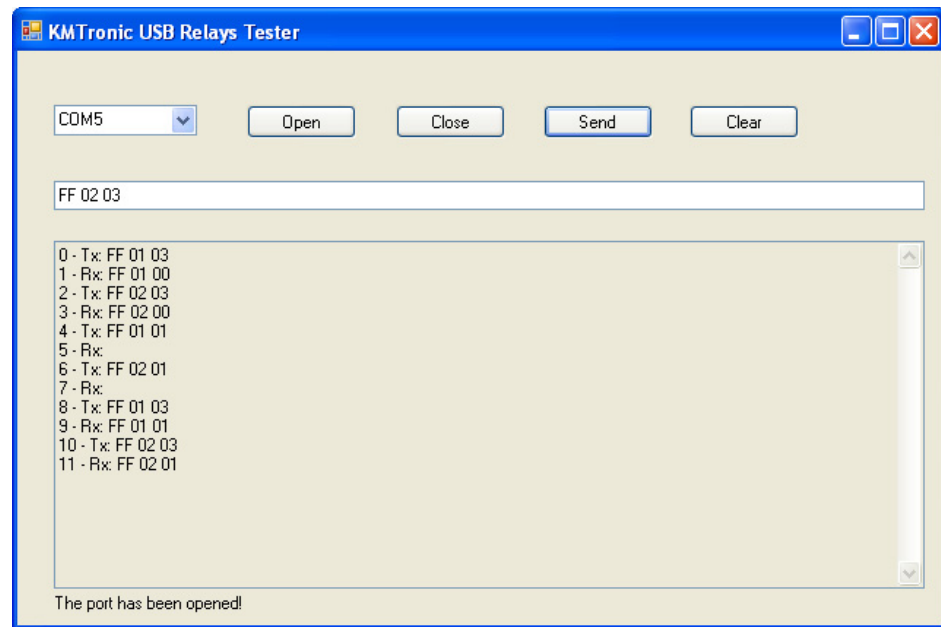 KMTronic USB Relays Tester
COM5 Open Close Send Clear
FF 02 03
0 - Tx: FF 01 03
1 - Rx: FF 01 00
2 - Tx: FF 02 03
3 - Rx: FF 02 00
4 - Tx: FF 01 01
5 - Rx:
6 - Tx: FF 02 01
7 - Rx:
8 - Tx: FF 01 03
9 - Rx: FF 01 01
10 - Tx: FF 02 03
11 - Rx: FF 02 01
The port has been opened!